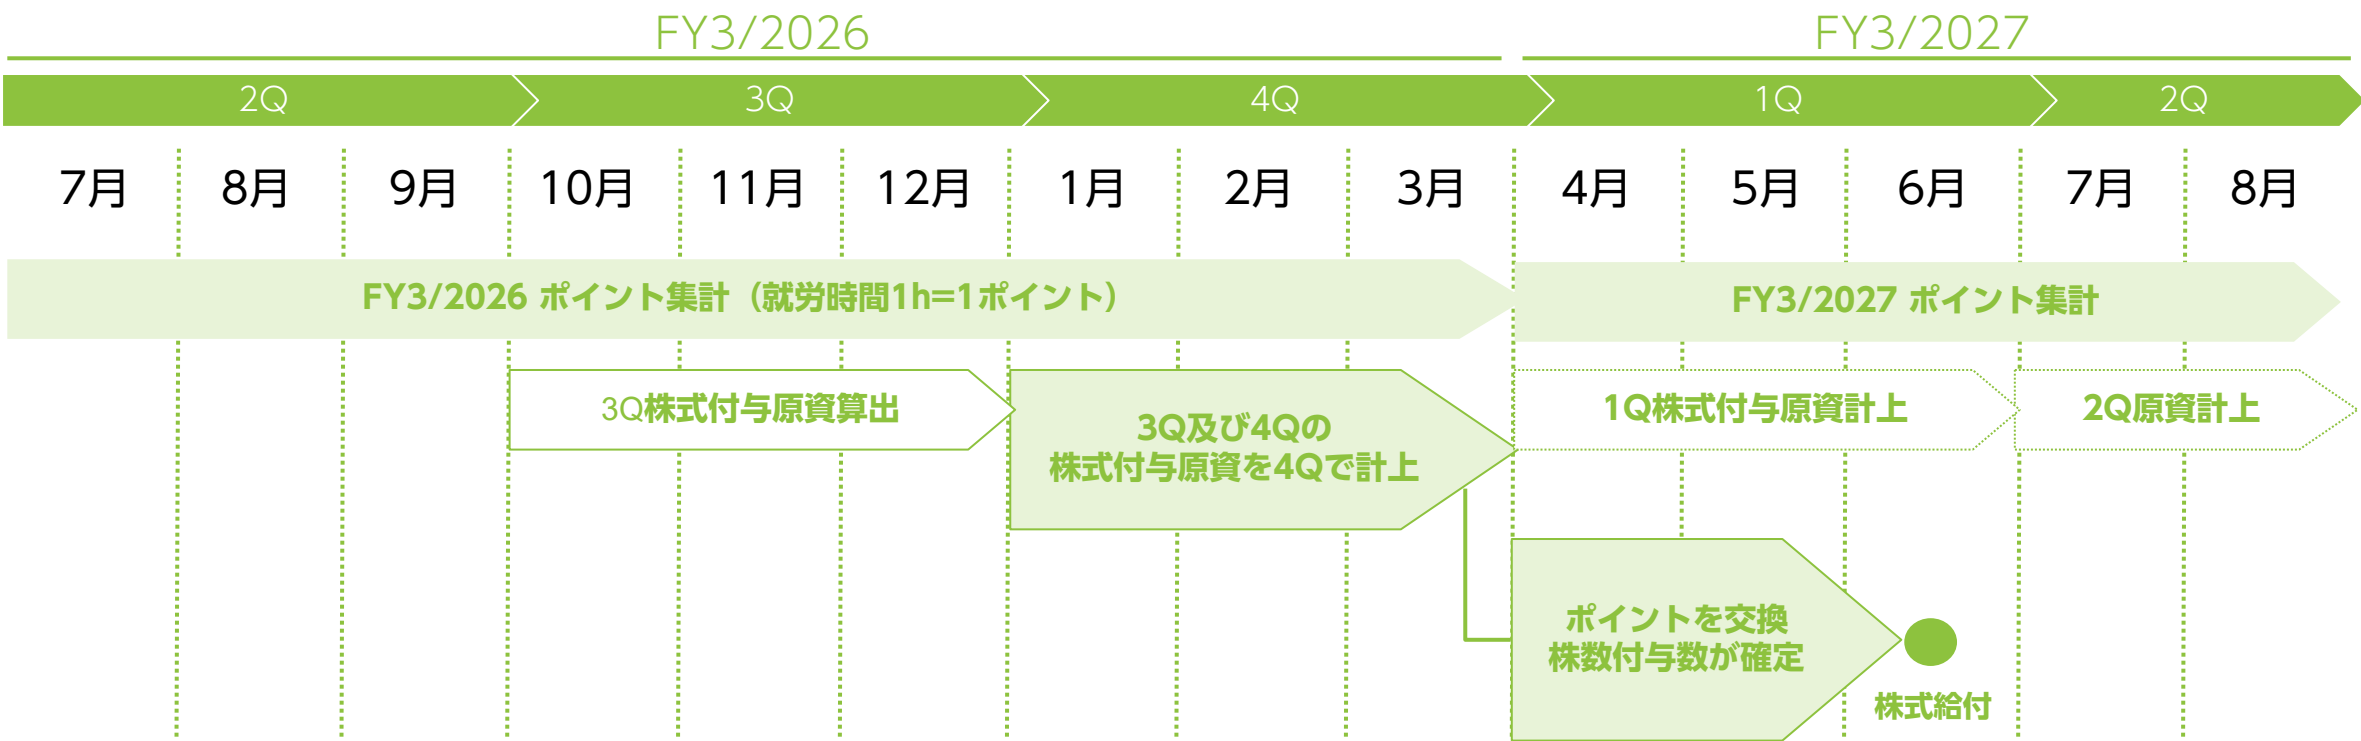 FY3/2026
FY3/2027
2Q
3Q
4Q
1Q
2Q
7月
8月
9月
10月
11月
12月
1月
2月
3月
4月
5月
6月
7月
8月
FY3/2026 ポイント集計（就労時間1h=1ポイント）
FY3/2027 ポイント集計
3Q株式付与原資算出
3Q及び4Qの
株式付与原資を4Qで計上
1Q株式付与原資計上
2Q原資計上
ポイントを交換
株数付与数が確定
株式給付